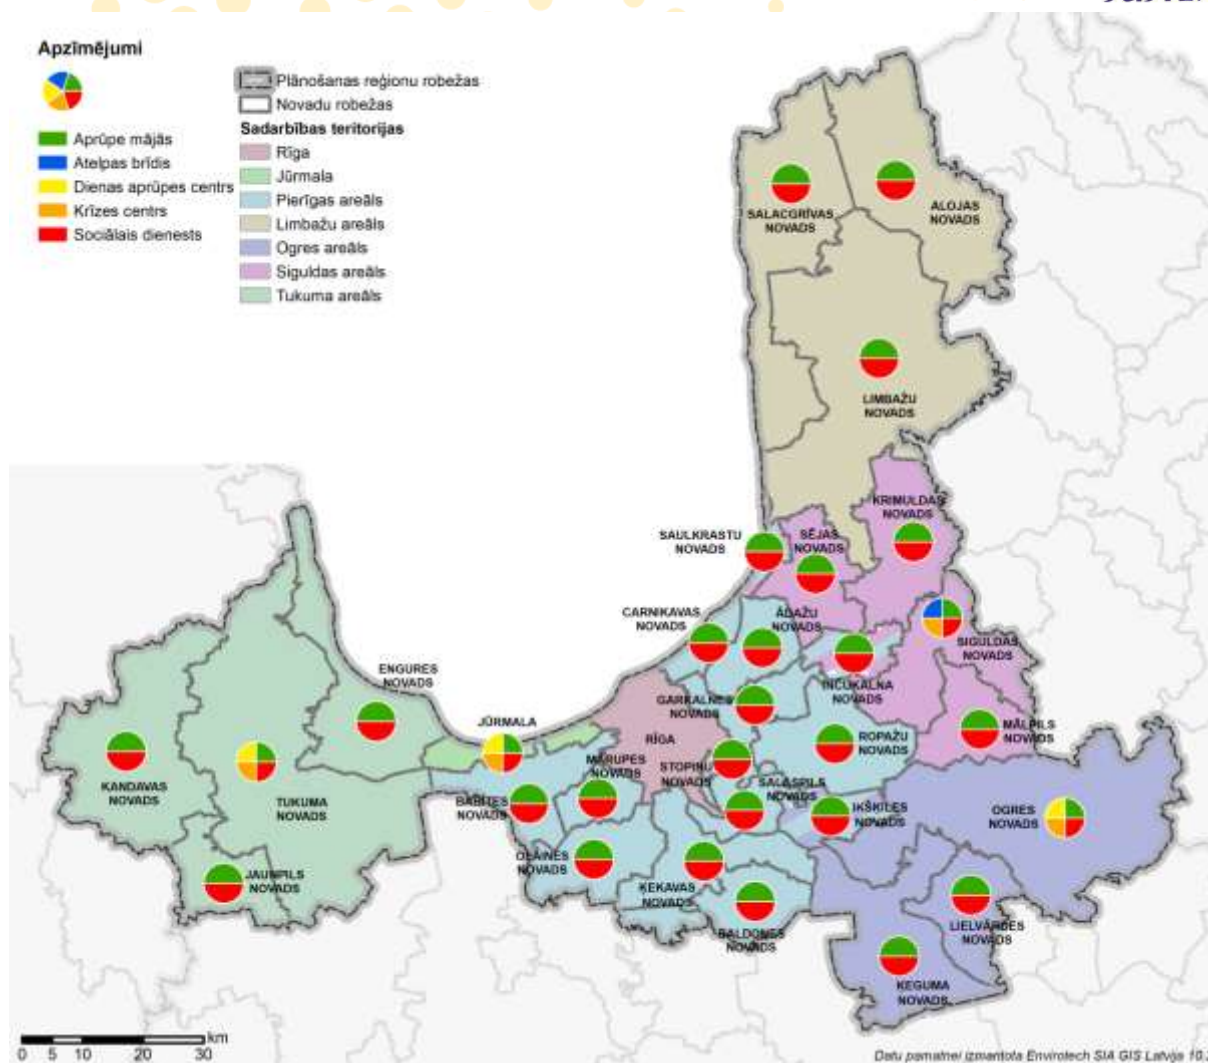 Apzīmējumi
Aprūpe mājās
Atelpas brīdis
Dienas aprūpes centrs
Krīzes centrs
Sociālais dienests
Plānošanas reģionu robežas
Novadu robežas
Sadarbības teritorijas
Rīga
Jūrmala
Pierīgas areāls
Limbažu areāls
Ogres areāls
Siguldas areāls
Tukuma areāls
SALACGRĪVAS
NOVADS
ALOJAS
NOVADS
LIMBAŽU
NOVADS
KRIMULDAS
NOVADS
SAULKRASTU
NOVADS
SĒJAS
NOVADS
CARNIKAVAS
NOVADS
ĀDAŽU
NOVADS
SIGULDAS
NOVADS
INČUKALNA
NOVADS
ENGURES
NOVADS
GARKALNES
NOVADS
JŪRMALA
RĪGA
MĀLPILS
NOVADS
ROPAŽU
NOVADS
MĀRUPES
NOVADS
STOPIŅU
NOVADS
KANDAVAS
NOVADS
TUKUMA
NOVADS
BABĪTES
NOVADS
SALASPILS
NOVADS
IKŠĶILES
NOVADS
OGRES
NOVADS
JAUNPILS
NOVADS
OLAINES
NOVADS
ĶEKAVAS
NOVADS
BALDONES
NOVADS
LIELVĀRDES
NOVADS
ĶEGUMA
NOVADS
km
0 5 10 20 30
Datu pamatnei izmantota Envirotech SIA GIS Latvija 10.